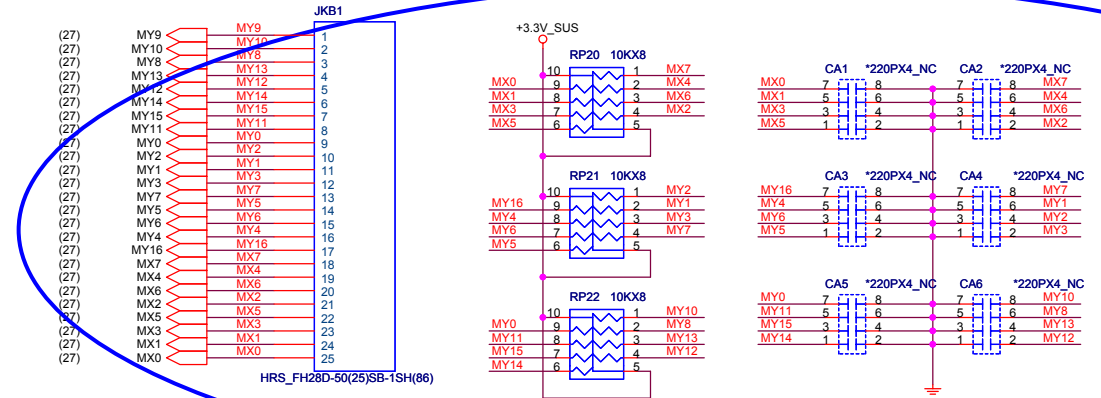 JKB1
(27) MY9 MY9 1
(27) MY10 MY10 2
(27) MY8 MY8 3
(27) MY13 MY13 4
(27) MY12 MY12 5
(27) MY14 MY14 6
(27) MY15 MY15 7
(27) MY11 MY11 8
(27) MY0 MY0 9
(27) MY2 MY2 10
(27) MY1 MY1 11
(27) MY3 MY3 12
(27) MY7 MY7 13
(27) MY5 MY5 14
(27) MY6 MY6 15
(27) MY4 MY4 16
(27) MY16 MY16 17
(27) MX7 MX7 18
(27) MX4 MX4 19
(27) MX6 MX6 20
(27) MX2 MX2 21
(27) MX5 MX5 22
(27) MX3 MX3 23
(27) MX1 MX1 24
(27) MX0 MX0 25
HRS_FH28D-50(25)SB-1SH(86)
+3.3V_SUS
RP20 10KX8
10 1 MX7
MX0 9 2 MX4
MX1 8 3 MX6
MX3 7 4 MX2
MX5 6 5
RP21 10KX8
10 1 MY2
MY16 9 2 MY1
MY4 8 3 MY3
MY6 7 4 MY7
MY5 6 5
RP22 10KX8
10 1 MY10
MY0 9 2 MY8
MY11 8 3 MY13
MY15 7 4 MY12
MY14 6 5
CA1 *220PX4_NC CA2 *220PX4_NC
MX0 7 8 7 8 MX7
MX1 5 6 5 6 MX4
MX3 3 4 3 4 MX6
MX5 1 2 1 2 MX2
CA3 *220PX4_NC CA4 *220PX4_NC
MY16 7 8 7 8 MY7
MY4 5 6 5 6 MY1
MY6 3 4 3 4 MY2
MY5 1 2 1 2 MY3
CA5 *220PX4_NC CA6 *220PX4_NC
MY0 7 8 7 8 MY10
MY11 5 6 5 6 MY8
MY15 3 4 3 4 MY13
MY14 1 2 1 2 MY12